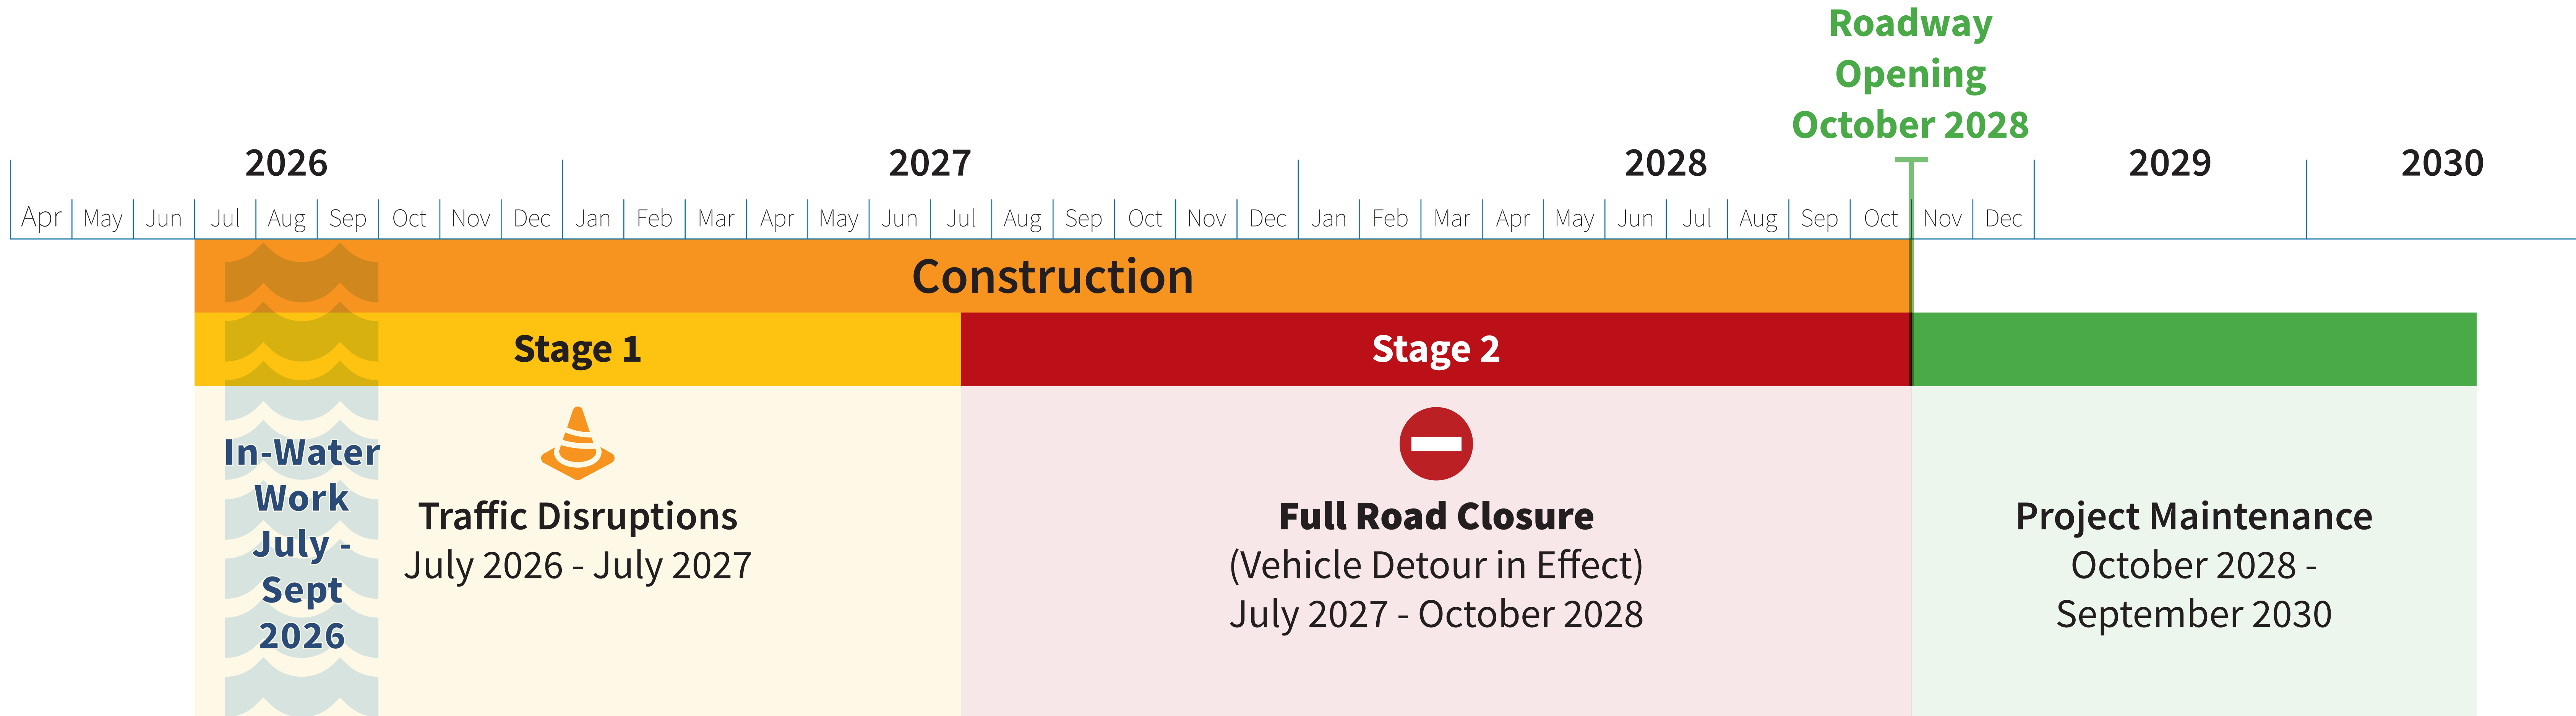 Roadway
Opening
October 2028
2026 2027 2028 2029 2030
Apr May Jun Jul Aug Sep Oct Nov Dec Jan Feb Mar Apr May Jun Jul Aug Sep Oct Nov Dec Jan Feb Mar Apr May Jun Jul Aug Sep Oct Nov Dec
Construction
Stage 1
Stage 2
In-Water
Work
July -
Sept
2026
Traffic Disruptions
July 2026 - July 2027
Full Road Closure
(Vehicle Detour in Effect)
July 2027 - October 2028
Project Maintenance
October 2028 -
September 2030